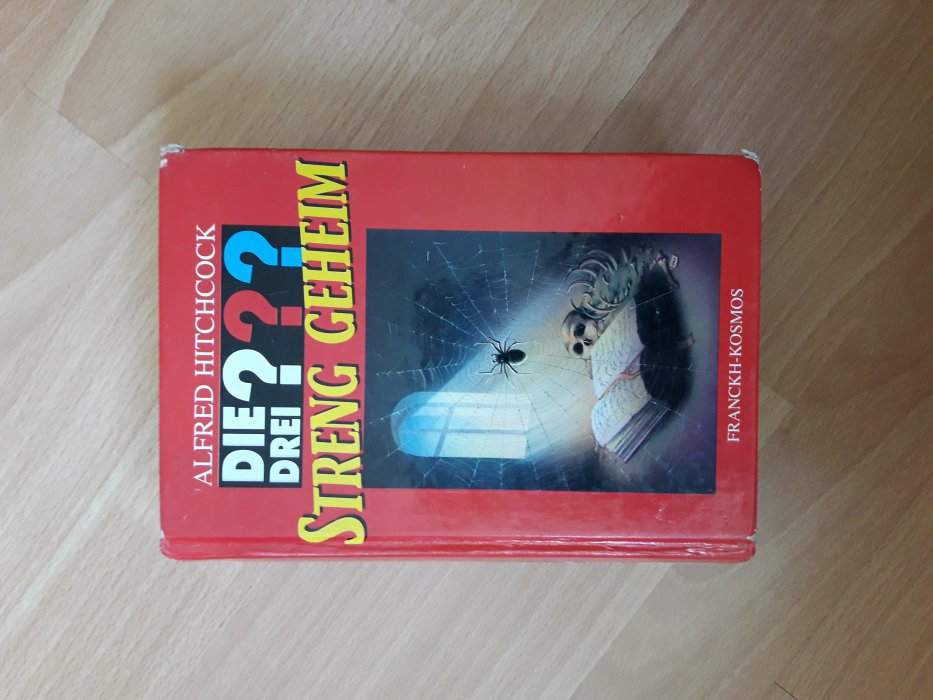 ALFRED HITCHCOCK
DIE
DREI ???
STRENG GEHEIM
FRANCKH-KOSMOS